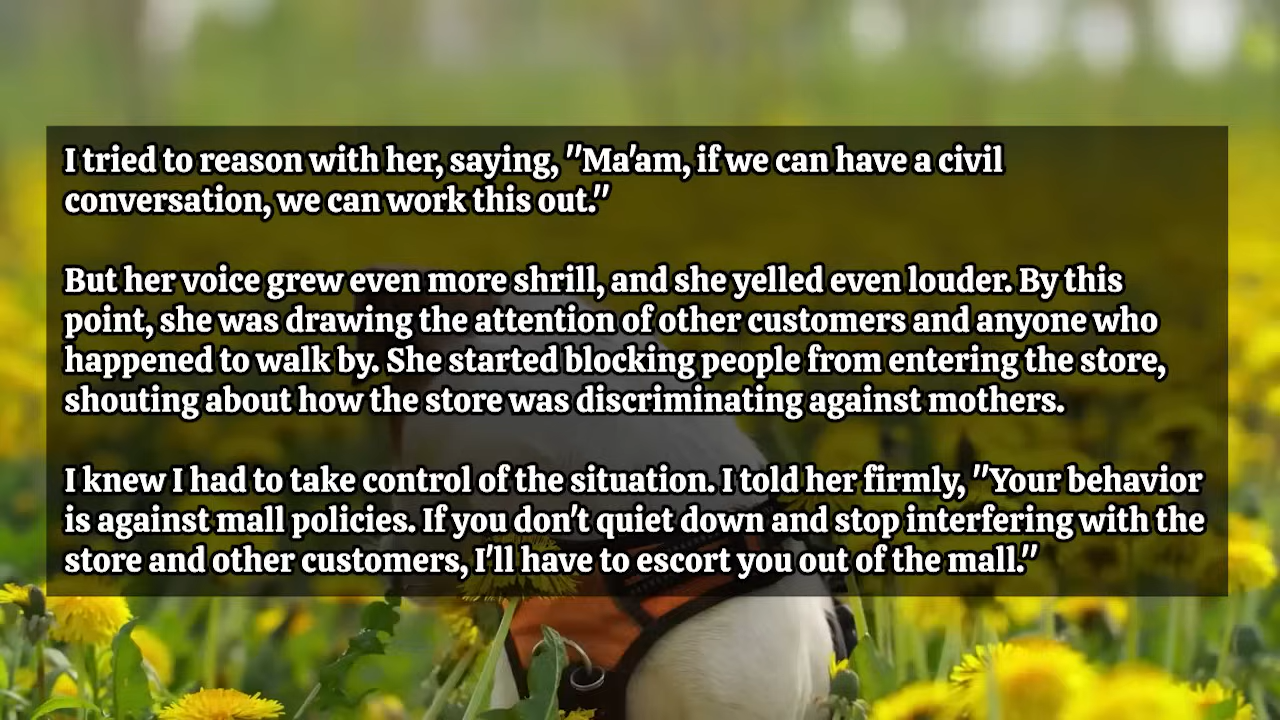 I tried to reason with her, saying, "Ma'am, if we can have a civil
conversation, we can work this out."
But her voice grew even more shrill, and she yelled even louder. By this
point, she was drawing the attention of other customers and anyone who
happened to walk by. She started blocking people from entering the store,
shouting about how the store was discriminating against mothers.
I knew I had to take control of the situation. I told her firmly, "Your behavior
is against mall policies. If you don't quiet down and stop interfering with the
store and other customers, I'll have to escort you out of the mall."